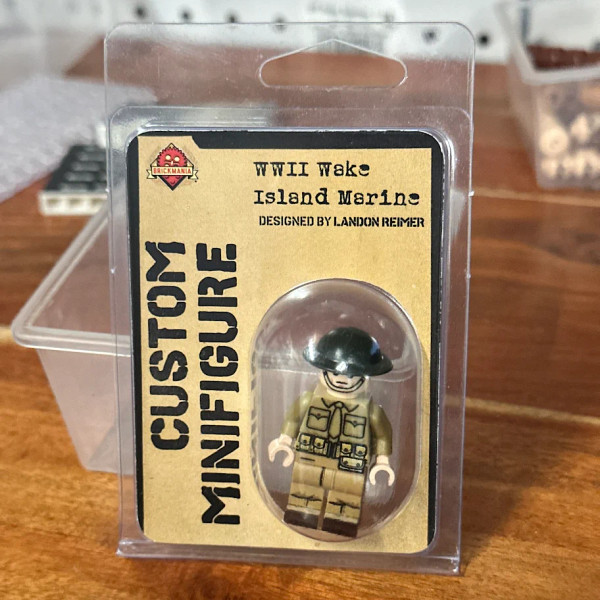 BRICKMANIA
WWII Wake
Island Marine
DESIGNED BY LANDON REIMER
CUSTOM
MINIFIGURE